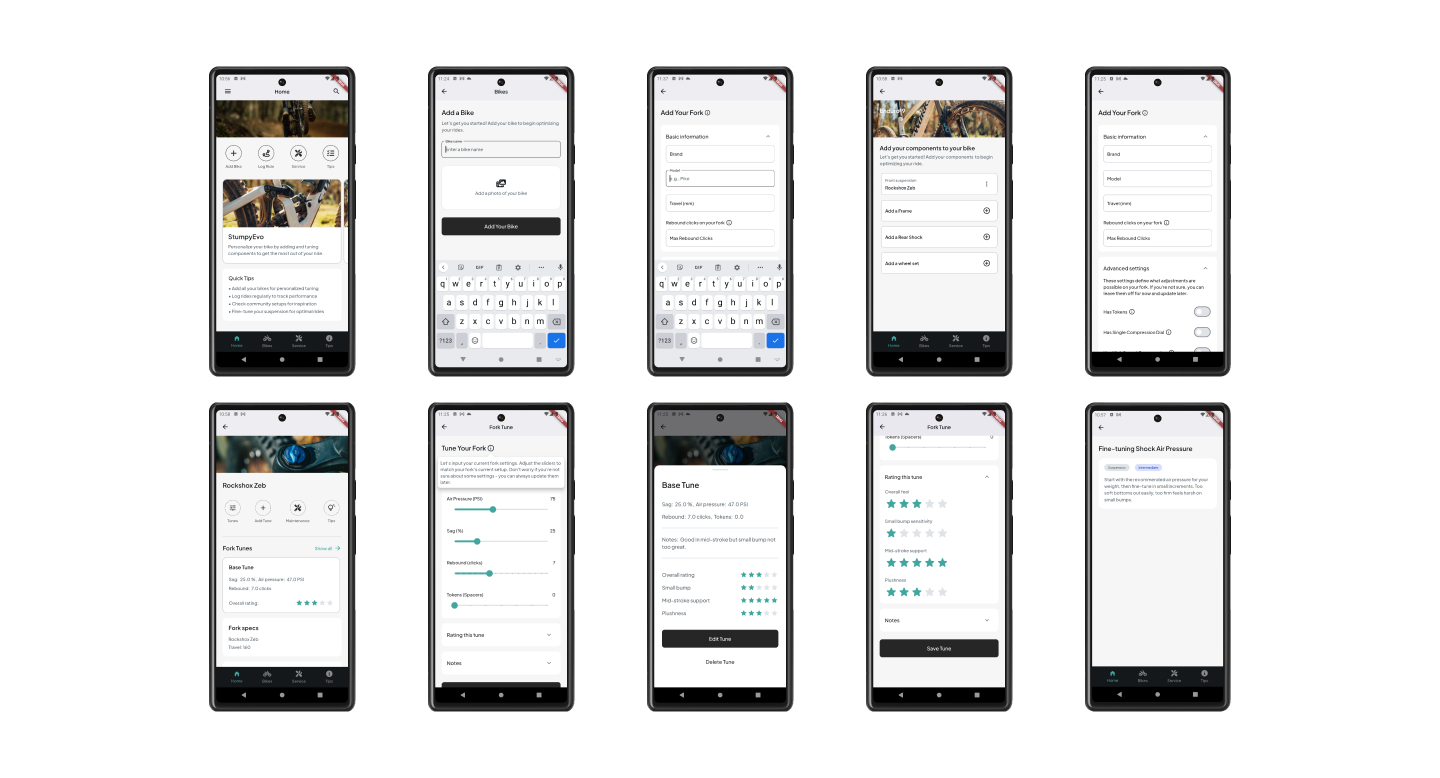 10:56
Home
Add Bike
Log Ride
Service
Tips
StumpyEvo
Personalize your bike by adding and tuning
components to get the most out of your ride.
Quick Tips
• Add all your bikes for personalized tuning.
• Log rides regularly to track performance
• Check community setups for inspiration
• Fine-tune your suspension for optimal rides
Home
Bikes
Service
Tips
11:24
Bikes
Add a Bike
Let's get you started! Add your bike to begin optimizing
your rides.
Bike name
Enter a bike name
Add a photo of your bike
Add Your Bike
GIF
q w e r t y u i o p
a s d f g h j k l
z x c v b n m
?123 , .
11:37
Add Your Fork
Basic information
Brand
Model
Travel (mm)
Rebound clicks on your fork
Max Rebound Clicks
GIF
q w e r t y u i o p
a s d f g h j k l
z x c v b n m
?123 , .
10:58
Add your components to your bike
Let's get you started! Add your components to begin
optimizing your ride.
Front suspension
Rockshox Zeb
Add a Frame
Add a Rear Shock
Add a wheel set
Home
Bikes
Service
Tips
11:25
Add Your Fork
Basic information
Brand
Model
Travel (mm)
Rebound clicks on your fork
Max Rebound Clicks
Advanced settings
These settings define what adjustments are
possible on your fork. If you're not sure, you can
leave them off for now and update later.
Has Tokens
Has Single Compression Dial
10:58
Rockshox Zeb
Tunes
Add Tune
Maintenance
Tips
Fork Tunes
Show all
Base Tune
Sag: 25.0 %, Air pressure: 47.0 PSI
Rebound: 7.0 clicks
Overall rating:
Fork specs
Rockshox Zeb
Travel: 160
Home
Bikes
Service
Tips
11:25
Fork Tune
Tune Your Fork
Let's input your current fork settings. Adjust the sliders to
match your fork's current setup. Don't worry if you're not
sure about some settings – you can always update them
later.
Air Pressure (PSI)
Sag (%)
25
Rebound (clicks)
7
Tokens (Spacers)
0
Rating this tune
Notes
Base Tune
Sag: 25.0 %, Air pressure: 47.0 PSI
Rebound: 7.0 clicks, Tokens: 0.0
Notes: Good in mid-stroke but small bump not
too great.
Overall rating
Small bump
Mid-stroke support
Plushness
Edit Tune
Delete Tune
11:26
Fork Tune
Tokens (Spacers)
0
Rating this tune
Overall feel
Small bump sensitivity
Mid-stroke support
Plushness
Notes
Save Tune
10:57
Fine-tuning Shock Air Pressure
Suspension
Intermediate
Start with the recommended air pressure for your
weight, then fine-tune in small increments. Too
soft bottoms out easily, too firm feels harsh on
small bumps.
Home
Bikes
Service
Tips